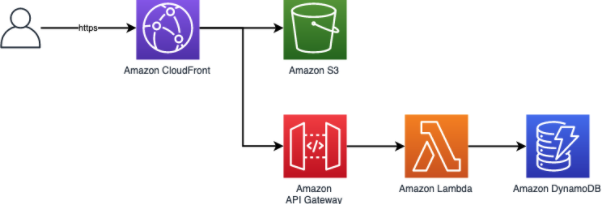 https
Amazon CloudFront
Amazon S3
</>
Amazon
API Gateway
Amazon Lambda
Amazon DynamoDB